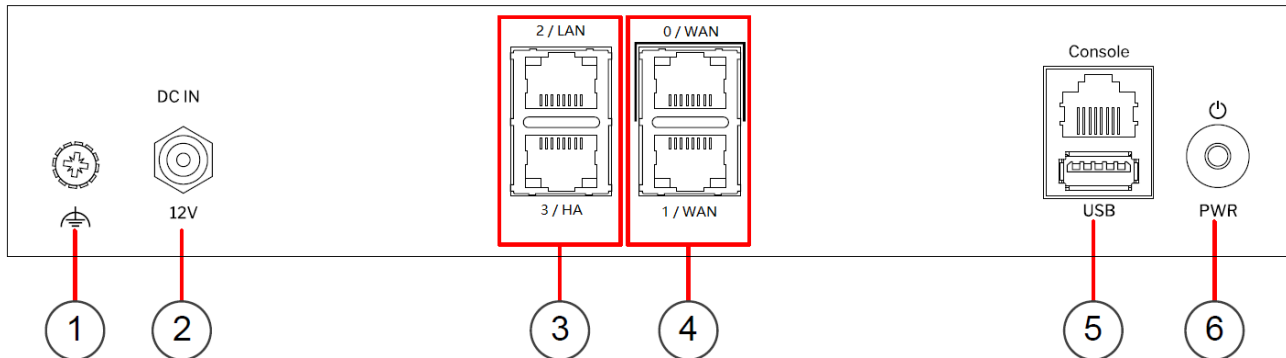 2 / LAN
0 / WAN
Console
DC IN
12V
3 / HA
1 / WAN
USB
PWR
1
2
3
4
5
6